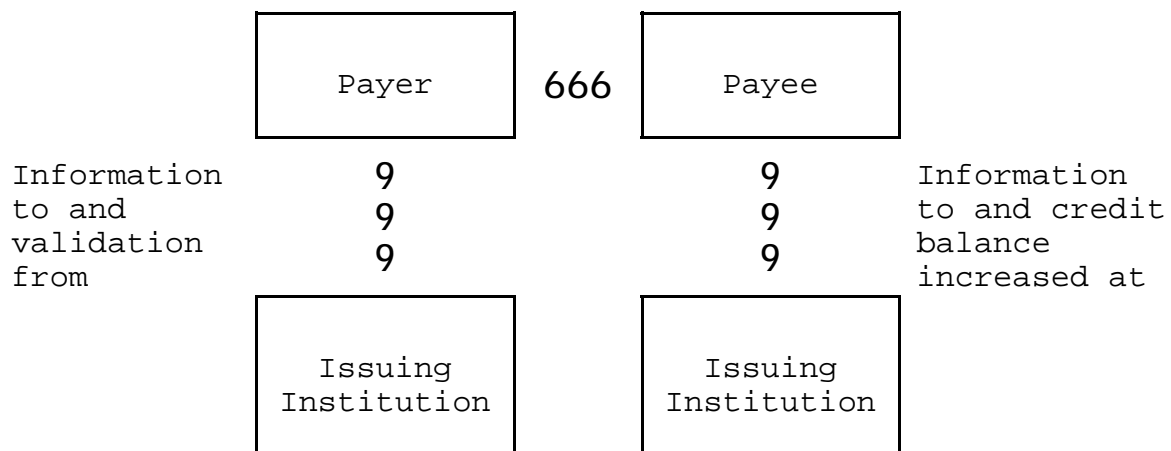 Payer 666 Payee
Information 9 9 Information
to and 9 9 to and credit
validation 9 9 balance
from increased at
Issuing Issuing
Institution Institution